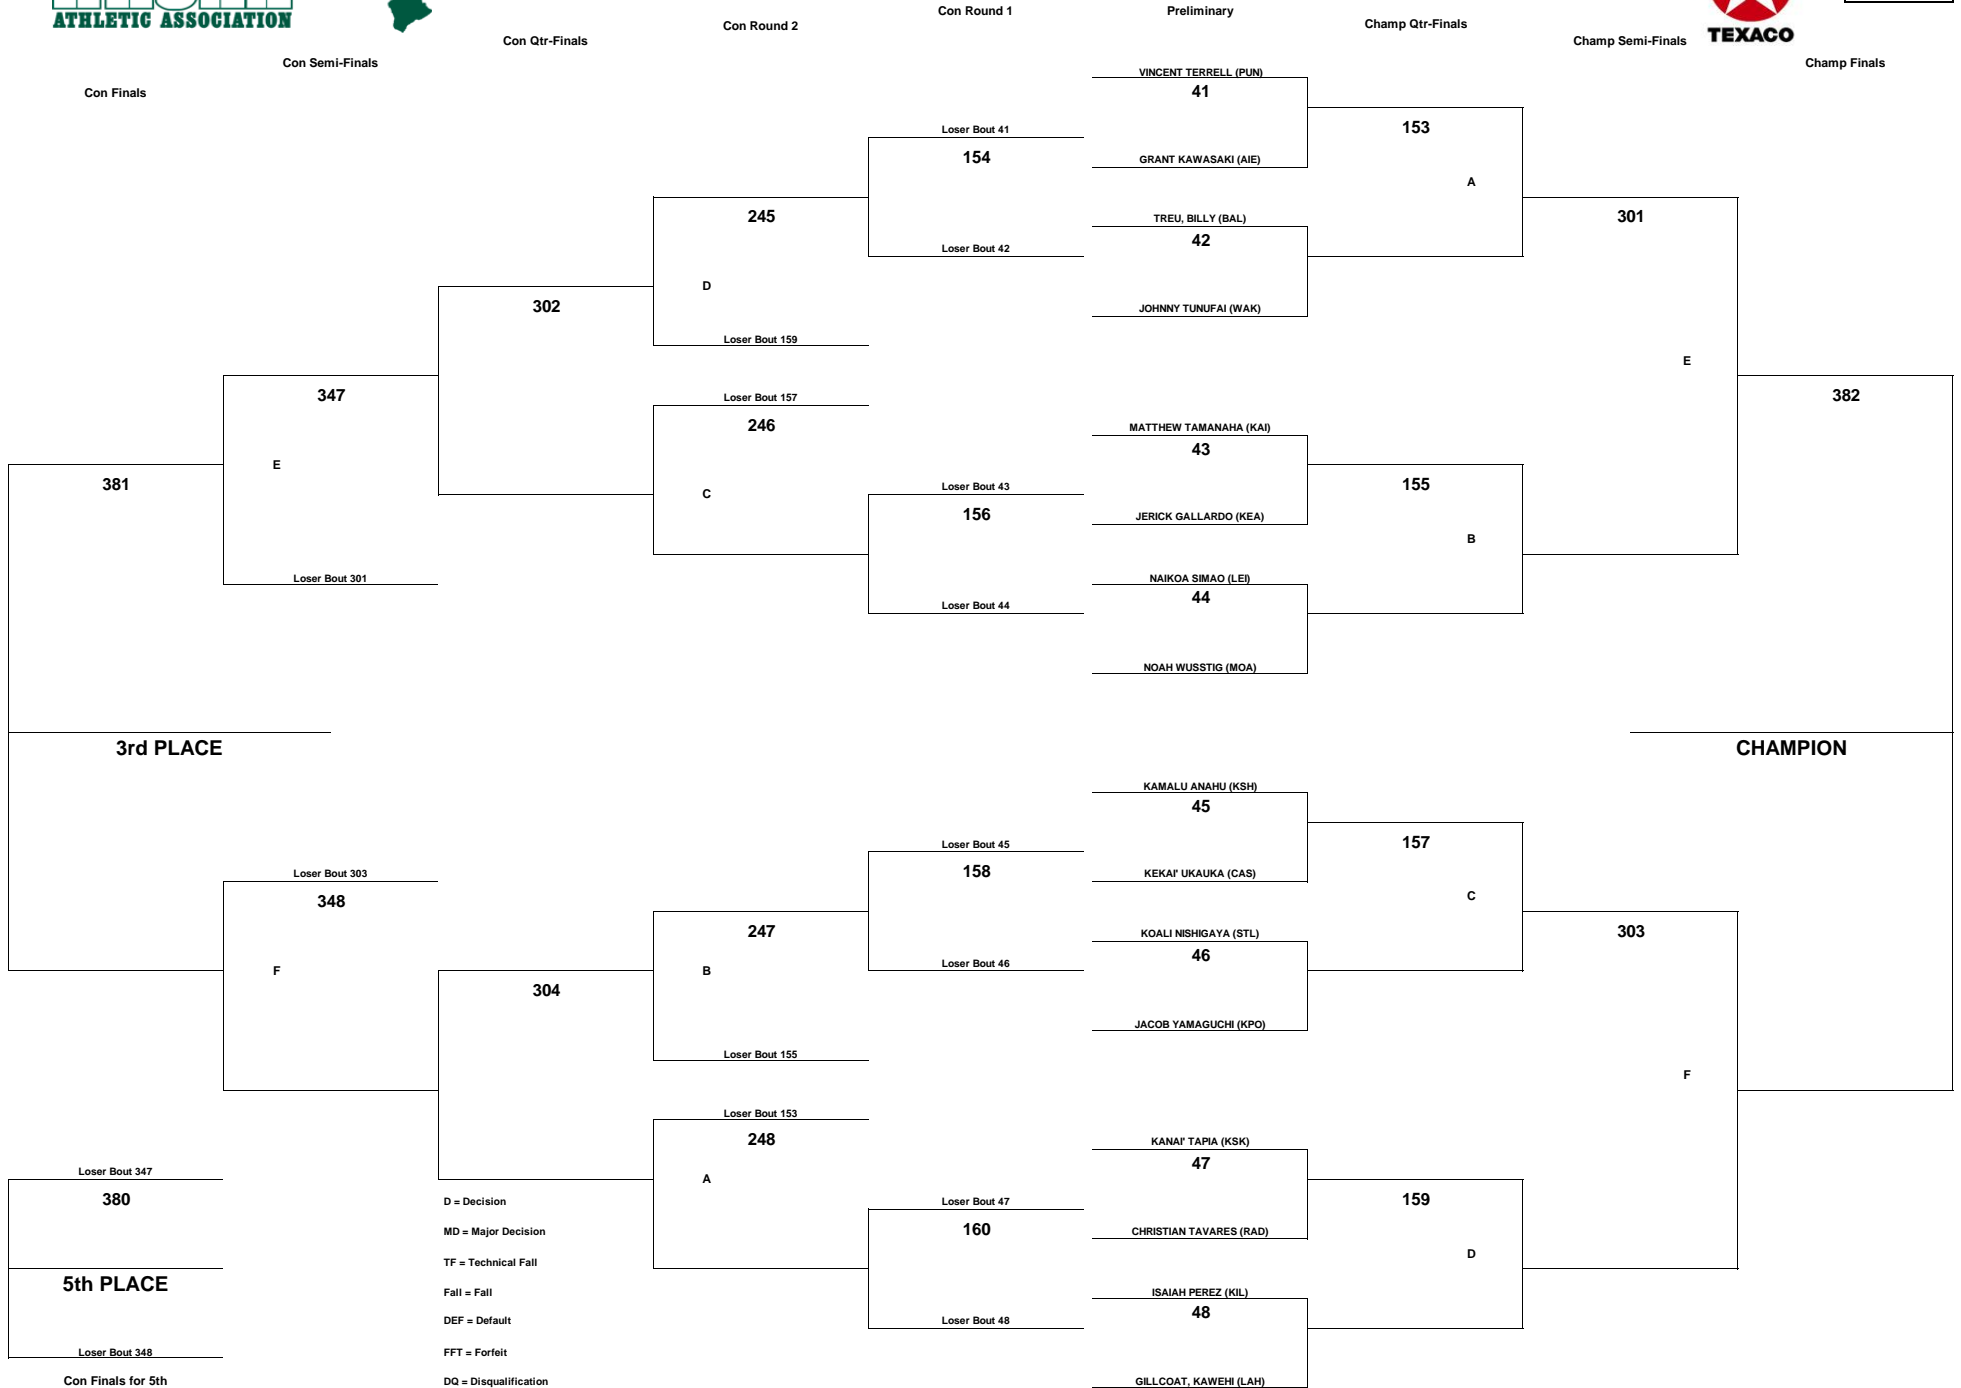 ATHLETIC ASSOCIATION
TEXACO
Con Finals
Con Semi-Finals
Con Qtr-Finals
Con Round 2
Con Round 1
Preliminary
Champ Qtr-Finals
Champ Semi-Finals
Champ Finals
VINCENT TERRELL (PUN)
41
GRANT KAWASAKI (AIE)
TREU, BILLY (BAL)
42
JOHNNY TUNUFAI (WAK)
MATTHEW TAMANAHA (KAI)
43
JERICK GALLARDO (KEA)
NAIKOA SIMAO (LEI)
44
NOAH WUSSTIG (MOA)
KAMALU ANAHU (KSH)
45
KEKAI' UKAUKA (CAS)
KOALI NISHIGAYA (STL)
46
JACOB YAMAGUCHI (KPO)
KANAI' TAPIA (KSK)
47
CHRISTIAN TAVARES (RAD)
ISAIAH PEREZ (KIL)
48
GILLCOAT, KAWEHI (LAH)
153
A
155
B
157
C
159
D
301
E
303
F
382
CHAMPION
Loser Bout 41
154
Loser Bout 42
Loser Bout 43
156
Loser Bout 44
Loser Bout 45
158
Loser Bout 46
Loser Bout 47
160
Loser Bout 48
245
D
Loser Bout 159
Loser Bout 157
246
C
247
B
Loser Bout 155
Loser Bout 153
248
A
302
304
347
E
Loser Bout 301
Loser Bout 303
348
F
381
3rd PLACE
Loser Bout 347
380
5th PLACE
Loser Bout 348
Con Finals for 5th
D = Decision
MD = Major Decision
TF = Technical Fall
Fall = Fall
DEF = Default
FFT = Forfeit
DQ = Disqualification